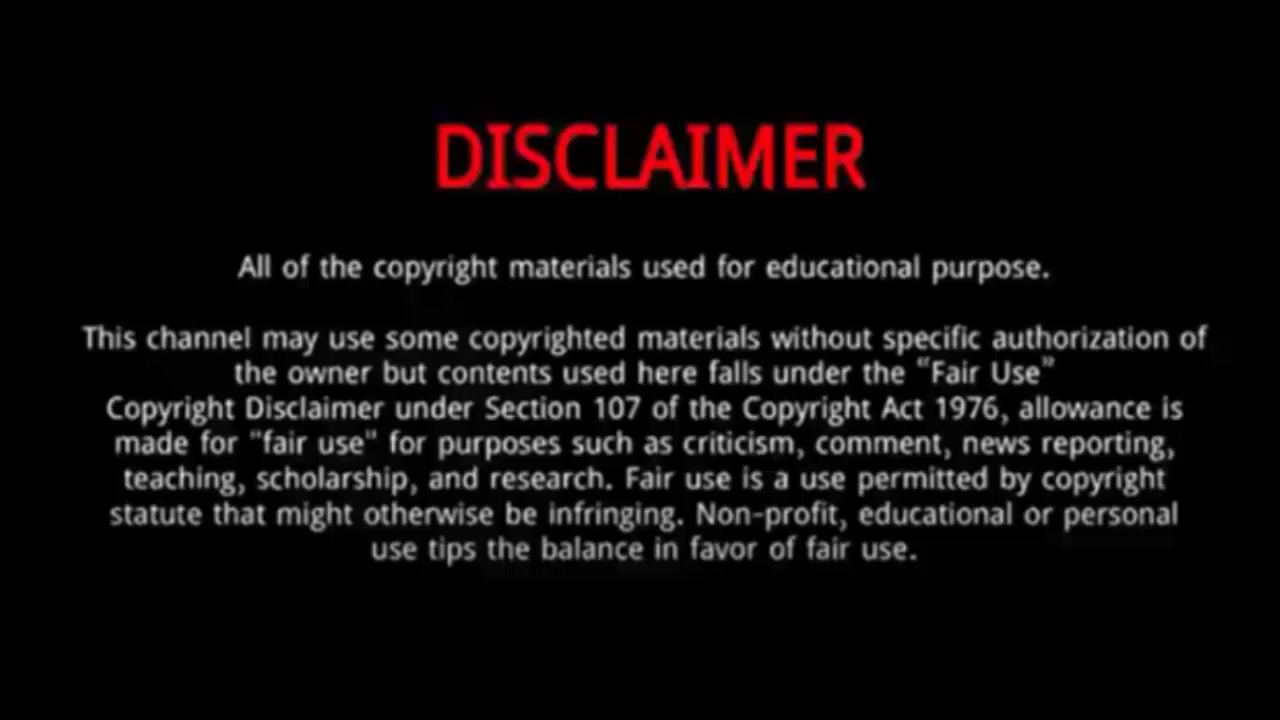 DISCLAIMER
All of the copyright materials used for educational purpose.
This channel may use some copyrighted materials without specific authorization of
the owner but contents used here falls under the “Fair Use”
Copyright Disclaimer under Section 107 of the Copyright Act 1976, allowance is
made for "fair use" for purposes such as criticism, comment, news reporting,
teaching, scholarship, and research. Fair use is a use permitted by copyright
statute that might otherwise be infringing. Non-profit, educational or personal
use tips the balance in favor of fair use.